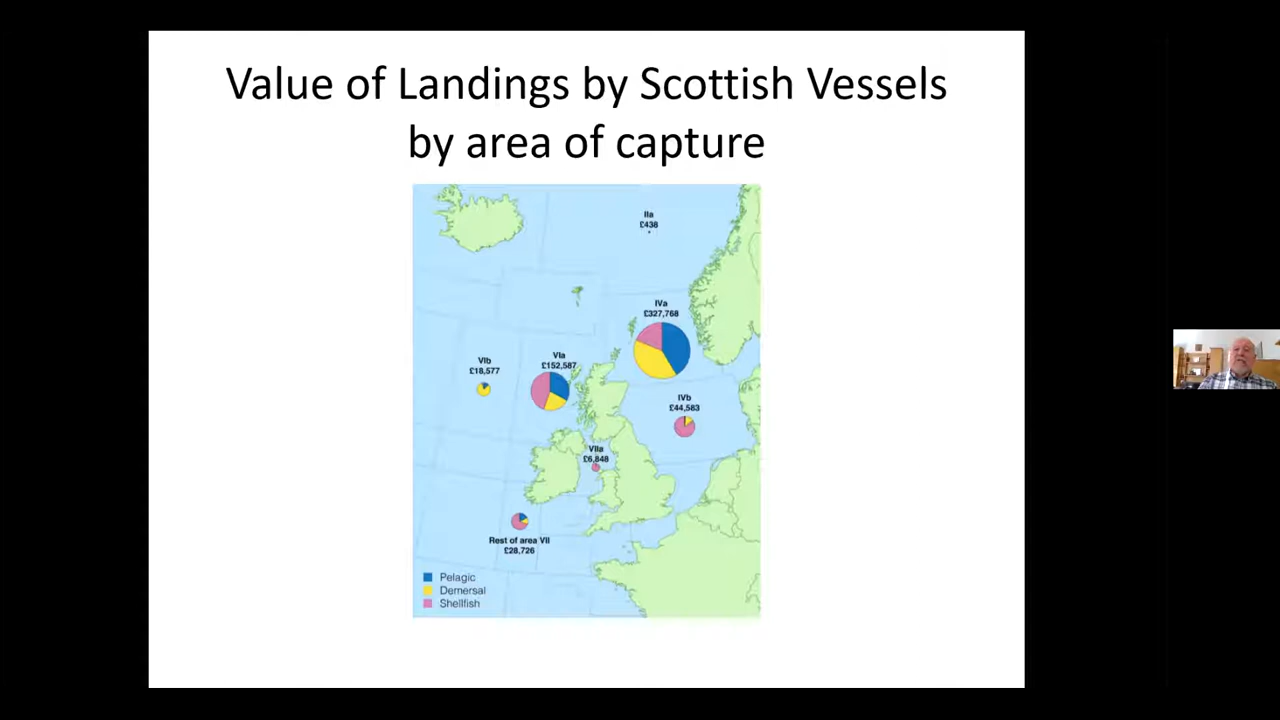 Value of Landings by Scottish Vessels
by area of capture
IIa
£438
IVa
£327,768
VIa
£152,587
VIb
£18,577
IVb
£44,583
VIIa
£6,848
Rest of area VII
£28,726
Pelagic
Demersal
Shellfish